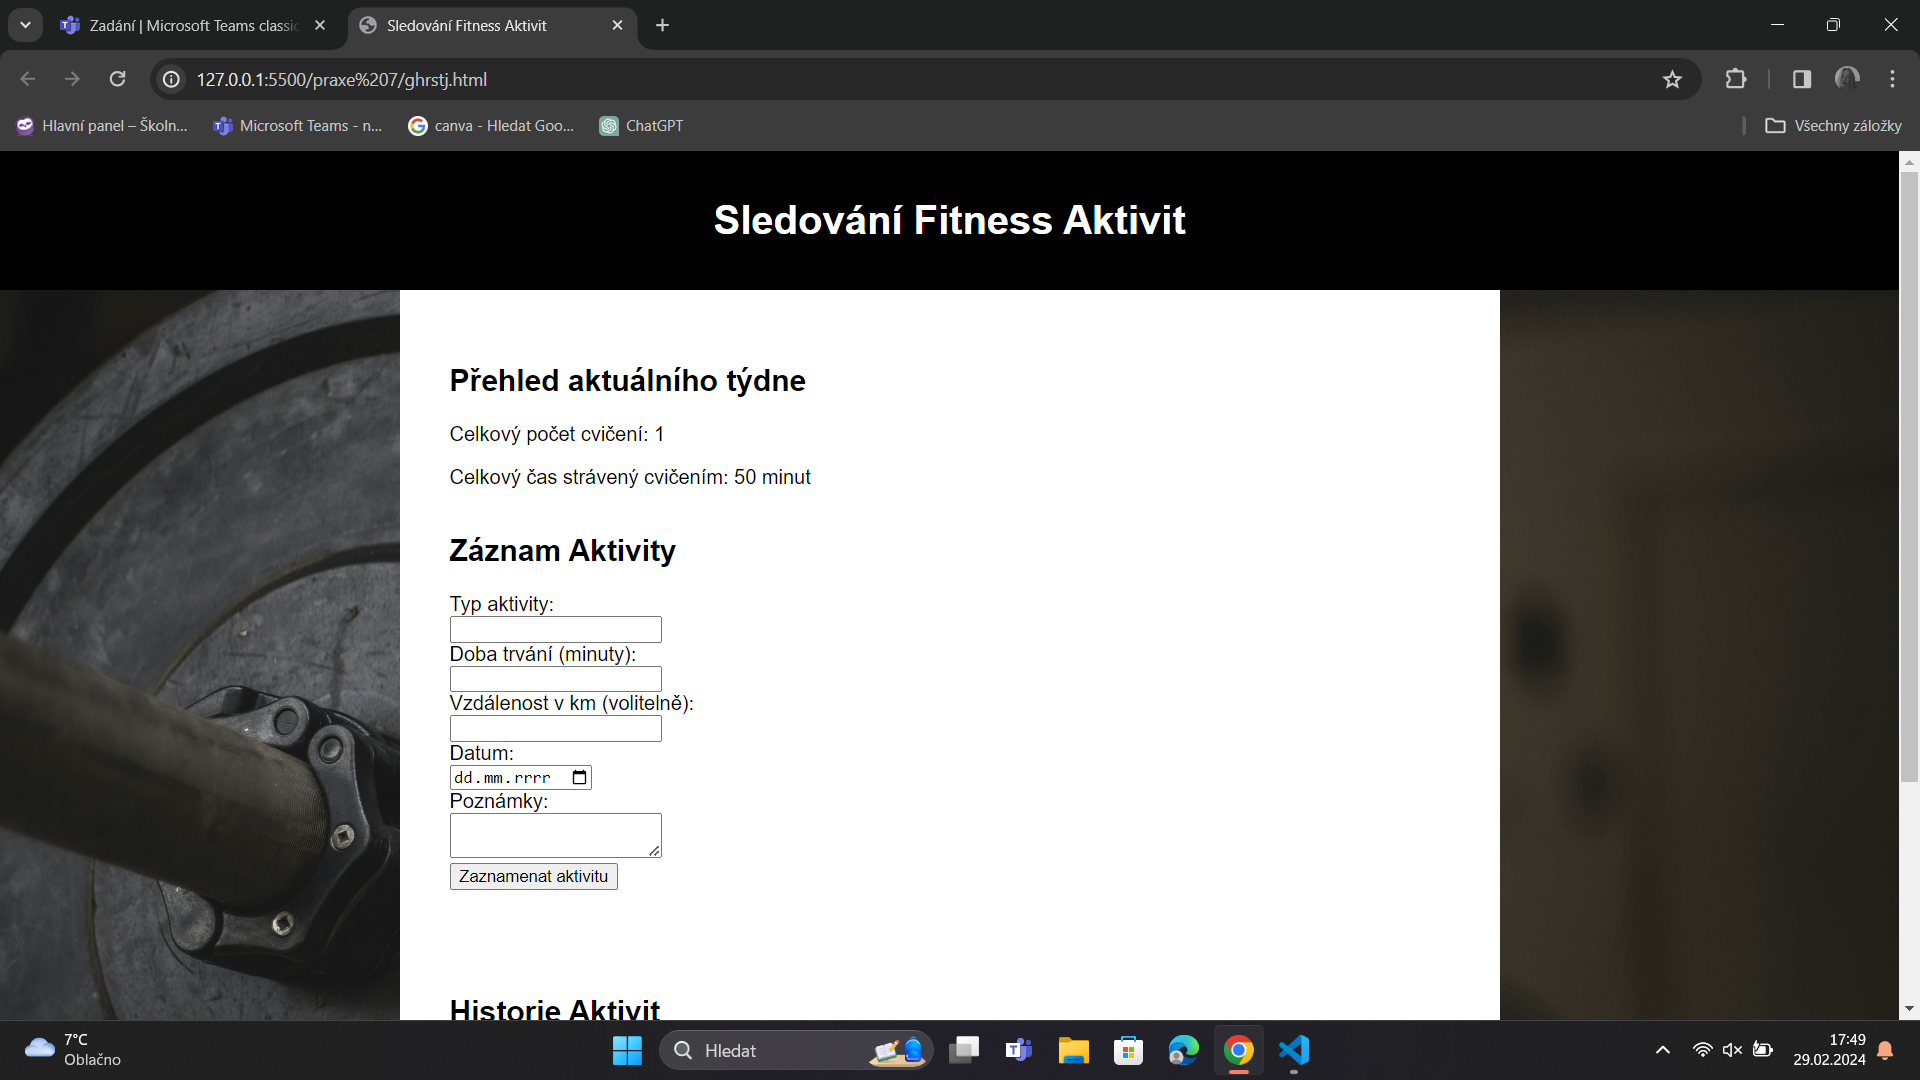 Zadání | Microsoft Teams classic
Sledování Fitness Aktivit
127.0.0.1:5500/praxe%207/ghrstj.html
Hlavní panel – Školn...
Microsoft Teams - n...
canva - Hledat Goo...
ChatGPT
Všechny záložky
Sledování Fitness Aktivit
Přehled aktuálního týdne
Celkový počet cvičení: 1
Celkový čas strávený cvičením: 50 minut
Záznam Aktivity
Typ aktivity:
Doba trvání (minuty):
Vzdálenost v km (volitelně):
Datum:
dd.mm.rrrr
Poznámky:
Zaznamenat aktivitu
Historie Aktivit
7°C
Oblačno
Hledat
17:49
29.02.2024